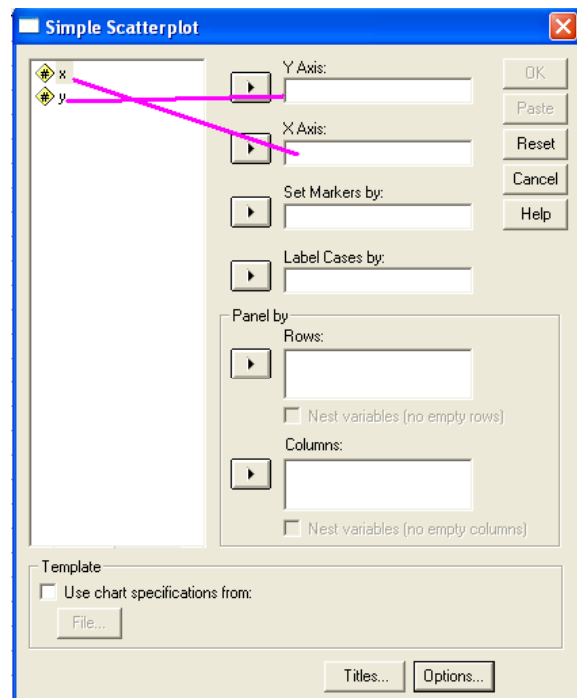 Simple Scatterplot
# x
# y
Y Axis:
X Axis:
Set Markers by:
Label Cases by:
OK
Paste
Reset
Cancel
Help
Panel by
Rows:
Nest variables (no empty rows)
Columns:
Nest variables (no empty columns)
Template
Use chart specifications from:
File...
Titles...
Options...